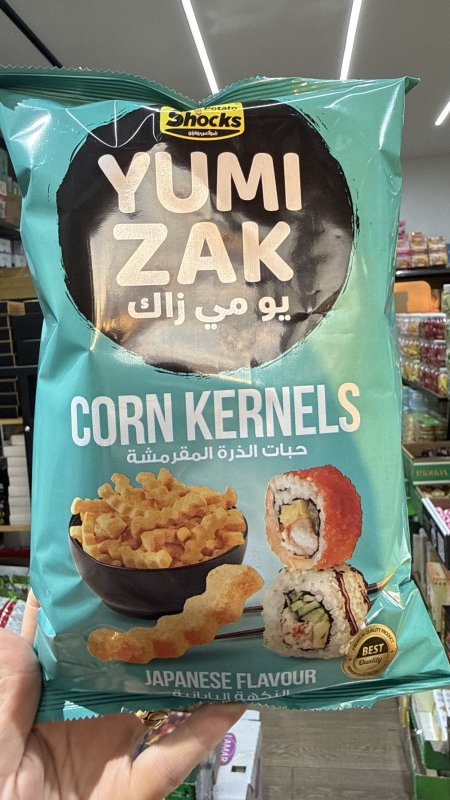 Potato
Shocks
YUMI
ZAK
يو مي زاك
CORN KERNELS
حبات الذرة المقرمشة
BEST
Quality
JAPANESE FLAVOUR
النكهة اليابانية